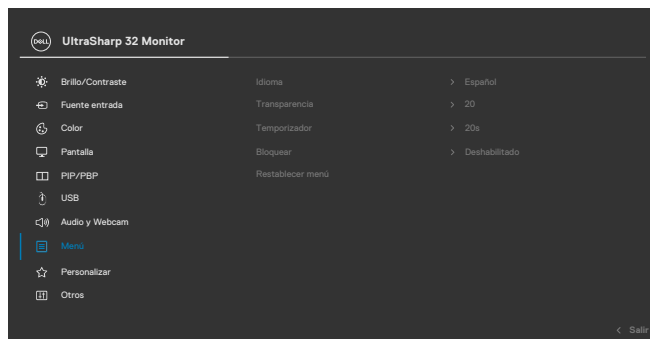 DELL UltraSharp 32 Monitor
Brillo/Contraste Idioma > Español
Fuente entrada Transparencia > 20
Color Temporizador > 20s
Pantalla Bloquear > Deshabilitado
PIP/PBP Restablecer menú
USB
Audio y Webcam
Menú
Personalizar
Otros
< Salir